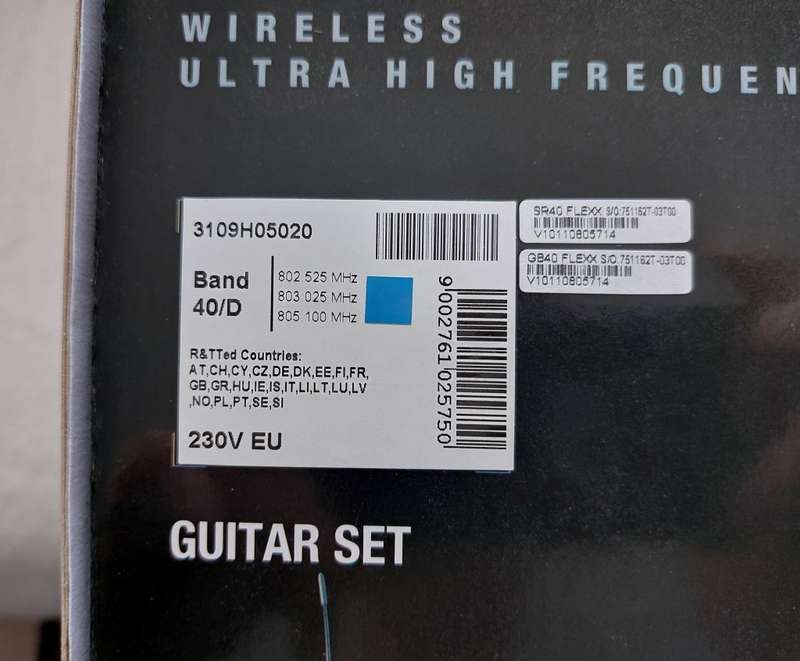 WIRELESS
ULTRA HIGH FREQUEN
3109H05020
Band
40/D
802.525 MHz
803.025 MHz
805.100 MHz
R&TTed Countries:
AT,CH,CY,CZ,DE,DK,EE,FI,FR,
GB,GR,HU,IE,IS,IT,LI,LT,LU,LV
,NO,PL,PT,SE,SI
230V EU
9002761025750
SR40 FLEXX S/O:751162T-03T00
V10110805714
GB40 FLEXX S/O:751162T-03T00
V10110805714
GUITAR SET